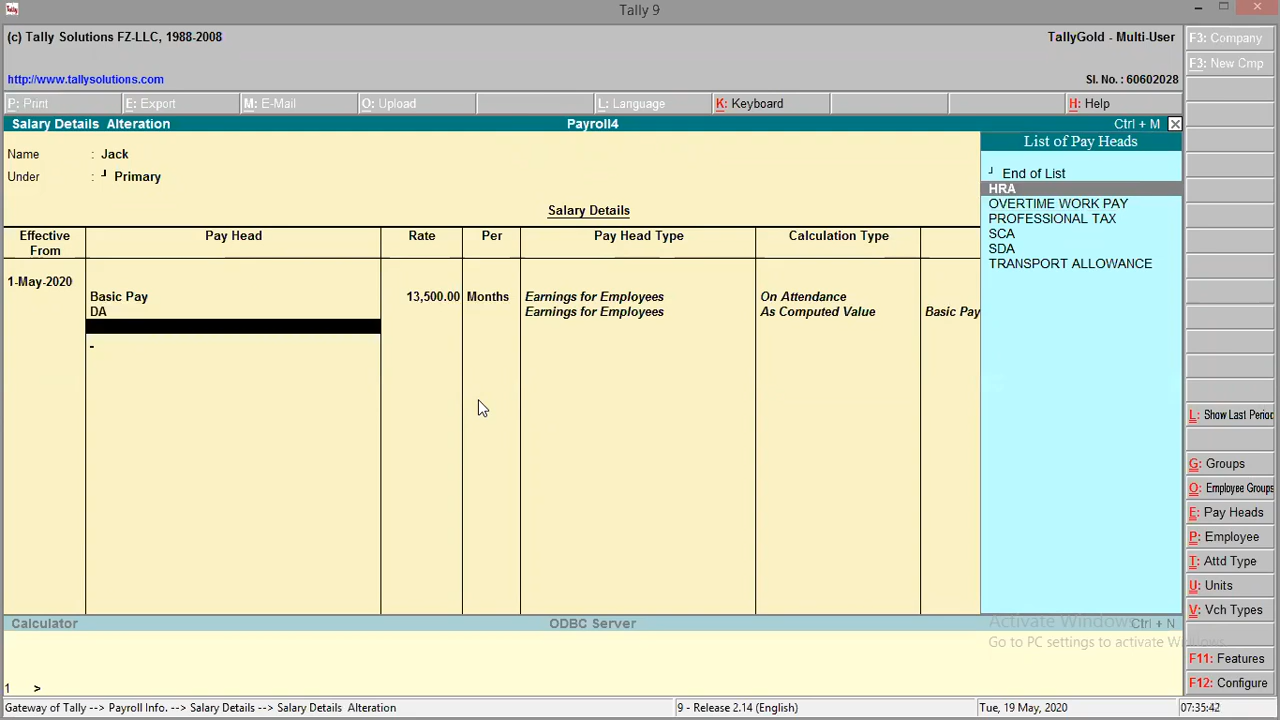 Tally
Tally 9
(c) Tally Solutions FZ-LLC, 1988-2008
TallyGold - Multi-User
F3: Company
http://www.tallysolutions.com
Sl. No. : 60602028
F3: New Cmp
P: Print
E: Export
M: E-Mail
O: Upload
L: Language
K: Keyboard
H: Help
Salary Details Alteration
Payroll4
Ctrl + M
List of Pay Heads
Name : Jack
Under : ┘ Primary
┘ End of List
HRA
OVERTIME WORK PAY
PROFESSIONAL TAX
SCA
SDA
TRANSPORT ALLOWANCE
Salary Details
Effective From
Pay Head
Rate
Per
Pay Head Type
Calculation Type
1-May-2020
Basic Pay 13,500.00 Months Earnings for Employees On Attendance
DA Earnings for Employees As Computed Value Basic Pay
L: Show Last Period
G: Groups
O: Employee Groups
E: Pay Heads
P: Employee
T: Attd Type
U: Units
V: Vch Types
F11: Features
F12: Configure
Calculator
ODBC Server
Ctrl + N
Activate Windows
Go to PC settings to activate Windows.
1 >
Gateway of Tally --> Payroll Info. --> Salary Details --> Salary Details Alteration
9 - Release 2.14 (English)
Tue, 19 May, 2020
07:35:42